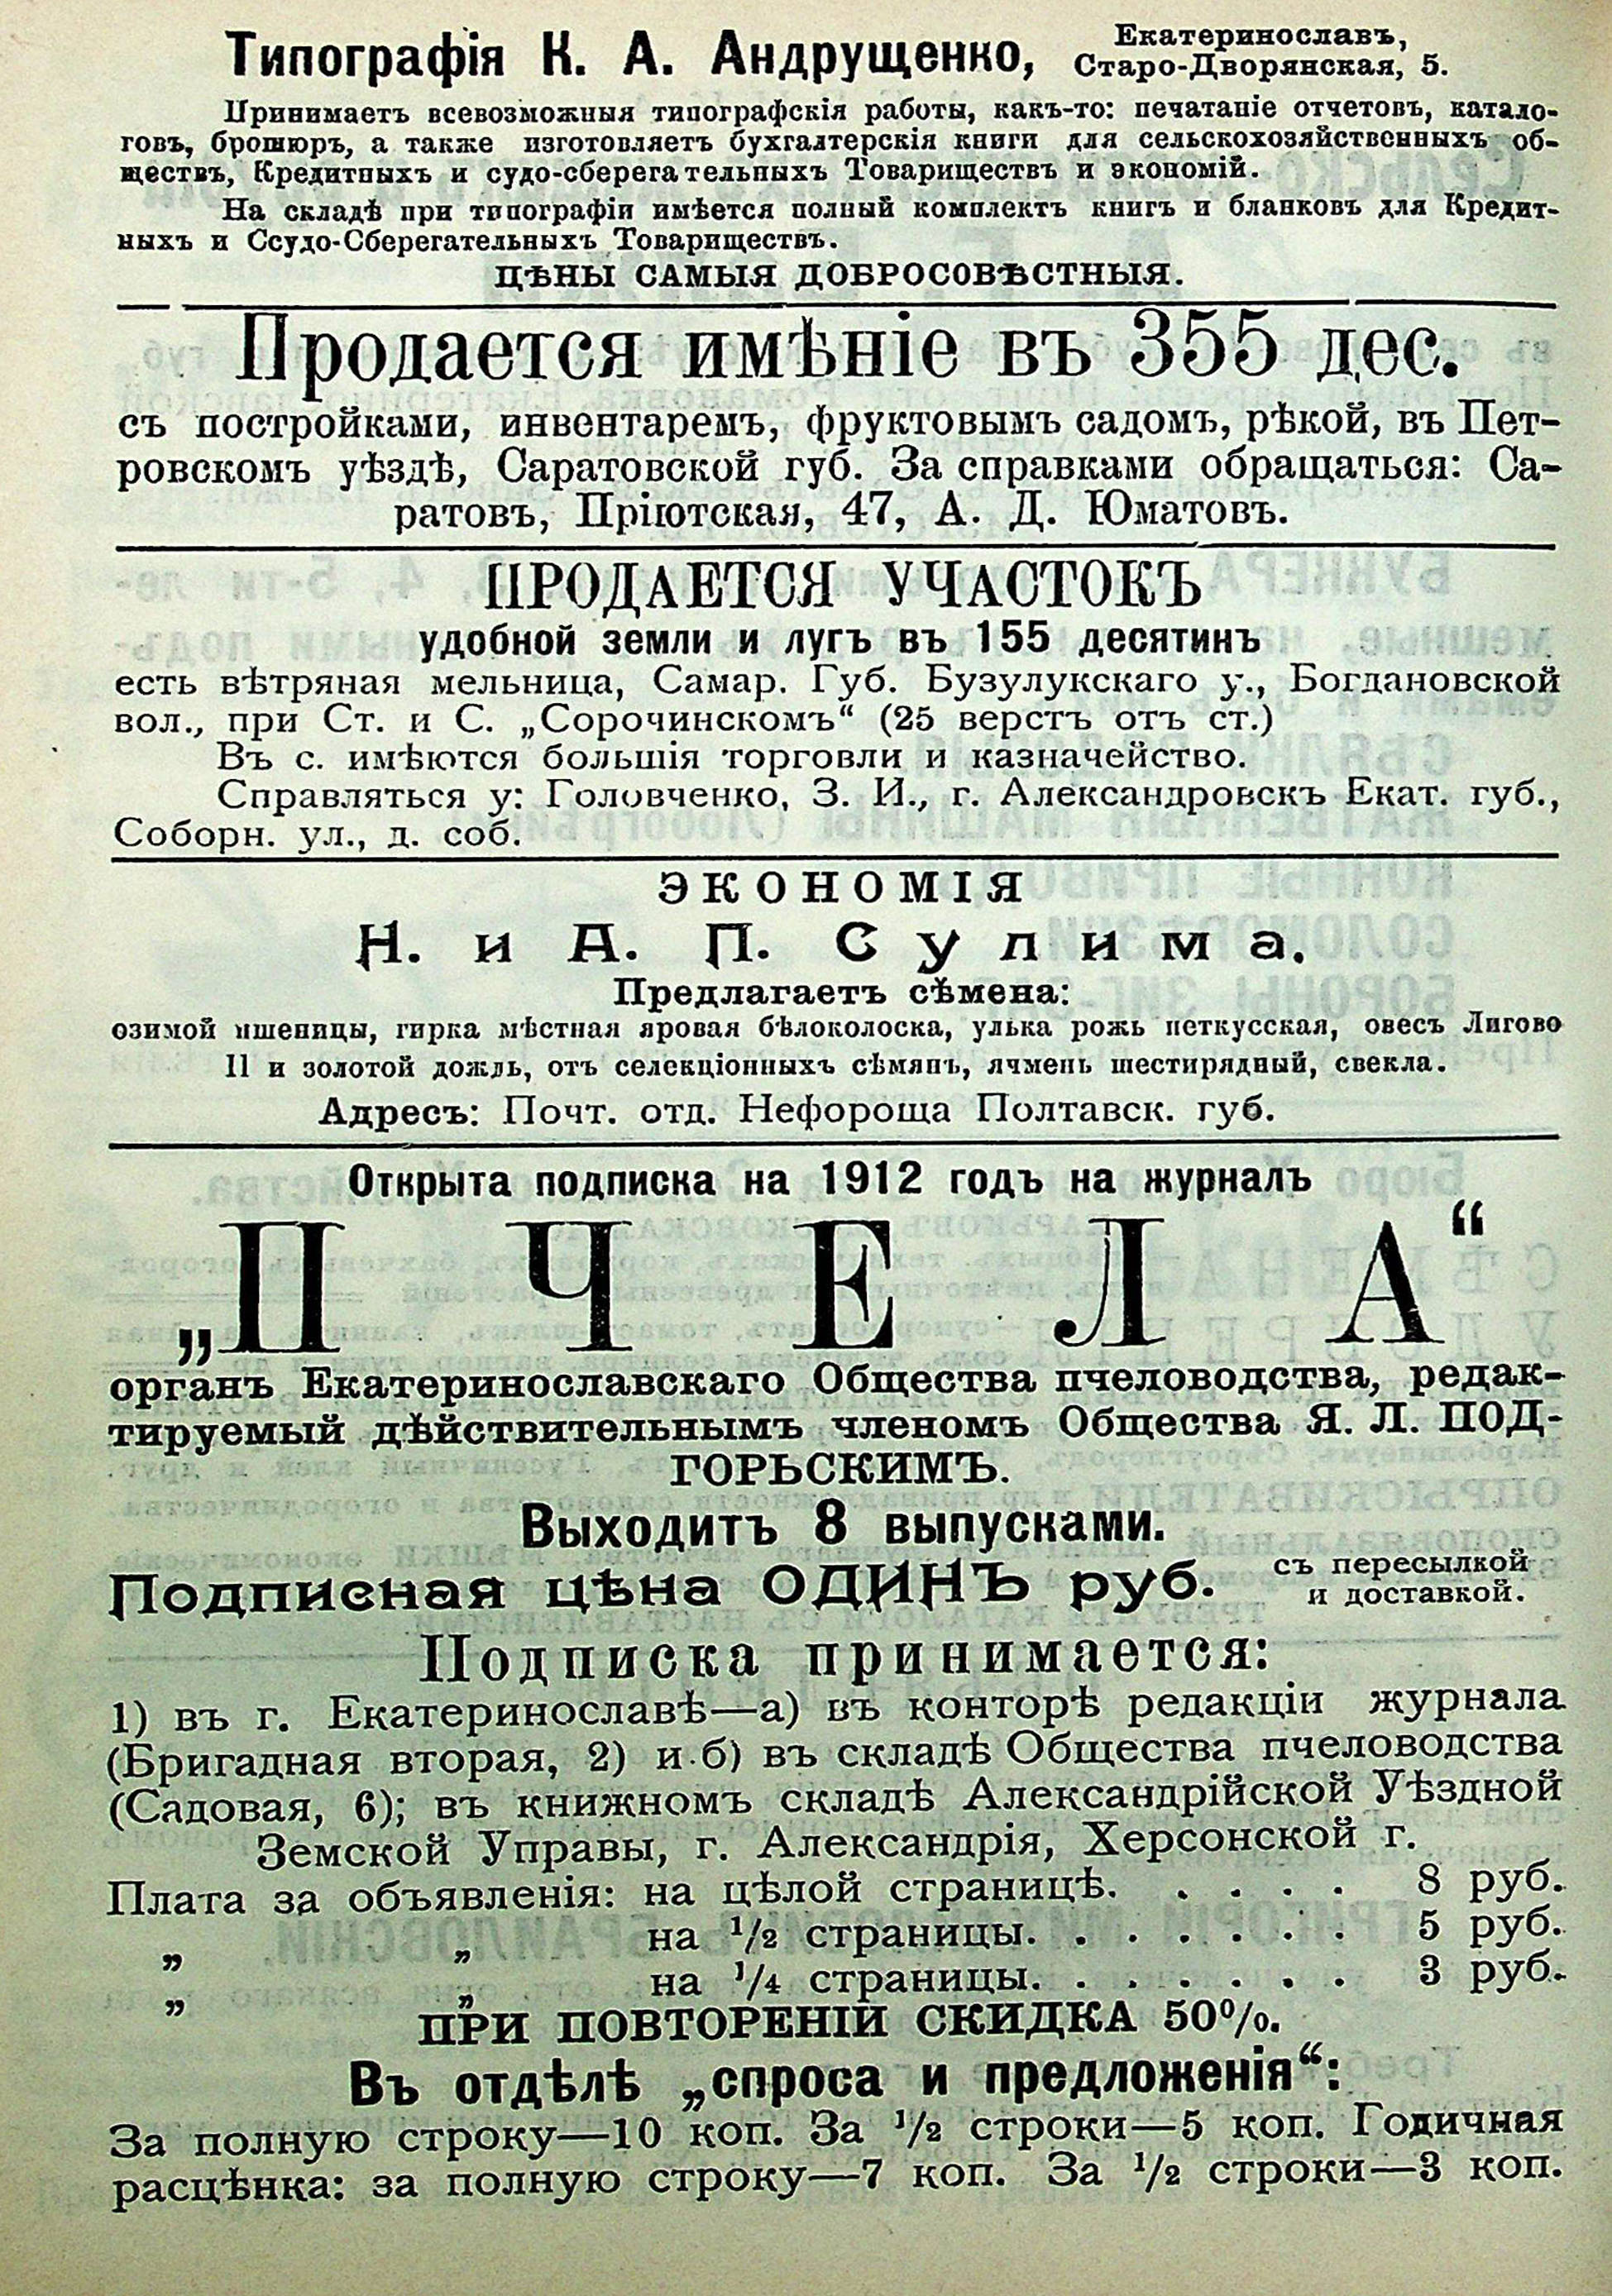 Типографія К. А. Андрущенко, Екатеринославъ, Старо-Дворянская, 5.
Принимаетъ всевозможныя типографскія работы, какъ-то: печатаніе отчетовъ, катало-
говъ, брошюръ, а также изготовляетъ бухгалтерскія книги для сельскохозяйственныхъ об-
ществъ, Кредитныхъ и судо-сберегательныхъ Товариществъ и экономій.
На складѣ при типографіи имѣется полный комплектъ книгъ и бланковъ для Кредит-
ныхъ и Ссудо-Сберегательныхъ Товариществъ.
ЦѢНЫ САМЫЯ ДОБРОСОВѢСТНЫЯ.
Продается имѣніе въ 355 дес.
съ постройками, инвентаремъ, фруктовымъ садомъ, рѣкой, въ Пет-
ровскомъ уѣздѣ, Саратовской губ. За справками обращаться: Са-
ратовъ, Пріютская, 47, А. Д. Юматовъ.
ПРОДАЕТСЯ УЧАСТОКЪ
удобной земли и лугъ въ 155 десятинъ
есть вѣтряная мельница, Самар. Губ. Бузулукскаго у., Богдановской
вол., при Ст. и С. „Сорочинскомъ“ (25 верстъ отъ ст.)
Въ с. имѣются большія торговли и казначейство.
Справляться у: Головченко, З. И., г. Александровскъ Екат. губ.,
Соборн. ул., д. соб.
ЭКОНОМІЯ
Н. и А. П. Сулима.
Предлагаетъ сѣмена:
озимой пшеницы, гирка мѣстная яровая бѣлоколоска, улька рожь петкусская, овесъ Лигово
II и золотой дождь, отъ селекціонныхъ сѣмянъ, ячмень шестирядный, свекла.
Адресъ: Почт. отд. Нефороща Полтавск. губ.
Открыта подписка на 1912 годъ на журналъ
„ПЧЕЛА“
органъ Екатеринославскаго Общества пчеловодства, редак-
тируемый дѣйствительнымъ членомъ Общества Я. Л. ПОД-
ГОРЬСКИМЪ.
Выходитъ 8 выпусками.
Подписная цѣна ОДИНЪ руб. съ пересылкой и доставкой.
Подписка принимается:
1) въ г. Екатеринославѣ—а) въ конторѣ редакціи журнала
(Бригадная вторая, 2) и б) въ складѣ Общества пчеловодства
(Садовая, 6); въ книжномъ складѣ Александрійской Уѣздной
Земской Управы, г. Александрія, Херсонской г.
Плата за объявленія: на цѣлой страницѣ. . . . . 8 руб.
„ „ на 1/2 страницы. . . . . . . 5 руб.
„ „ на 1/4 страницы. . . . . . . 3 руб.
ПРИ ПОВТОРЕНІИ СКИДКА 50%.
Въ отдѣлѣ „спроса и предложенія“:
За полную строку—10 коп. За 1/2 строки—5 коп. Годичная
расцѣнка: за полную строку—7 коп. За 1/2 строки—3 коп.